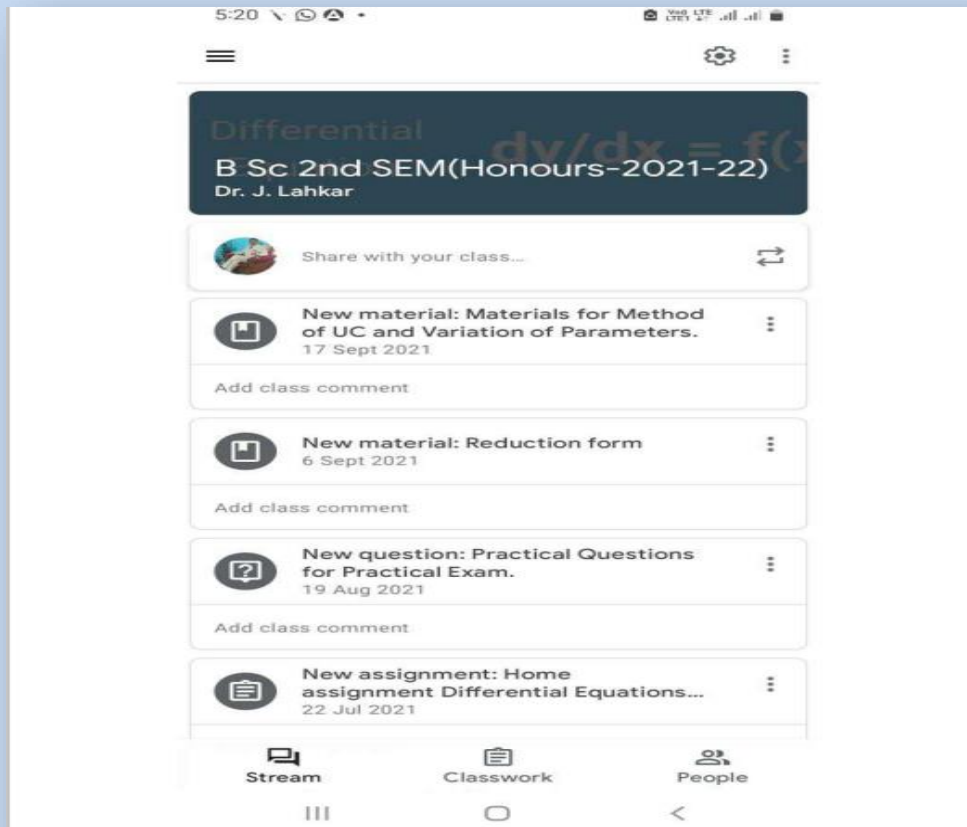 5:20
Vo9 LTE
LTE1
Differential
dy/dx = f(x
B Sc 2nd SEM(Honours-2021-22)
Dr. J. Lahkar
Share with your class...
New material: Materials for Method
of UC and Variation of Parameters.
17 Sept 2021
Add class comment
New material: Reduction form
6 Sept 2021
Add class comment
New question: Practical Questions
for Practical Exam.
19 Aug 2021
Add class comment
New assignment: Home
assignment Differential Equations...
22 Jul 2021
Stream Classwork People